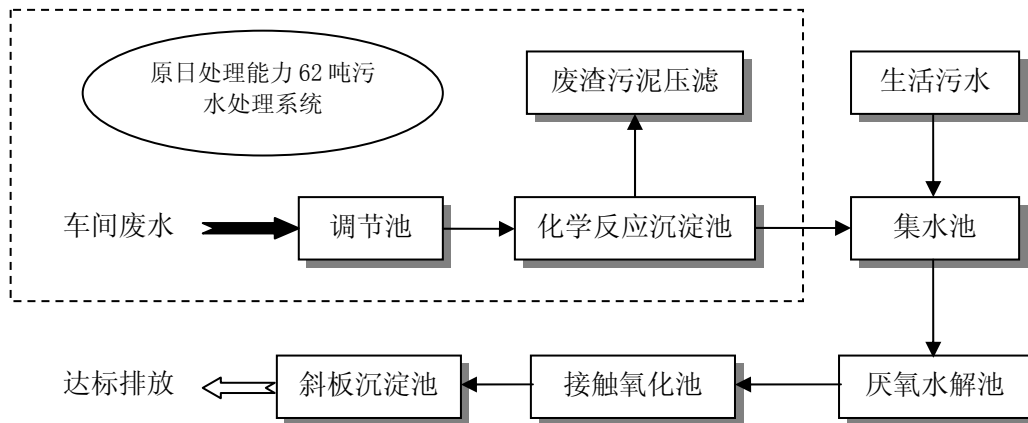 原日处理能力 62 吨污
水处理系统
废渣污泥压滤
生活污水
车间废水
调节池
化学反应沉淀池
集水池
达标排放
斜板沉淀池
接触氧化池
厌氧水解池